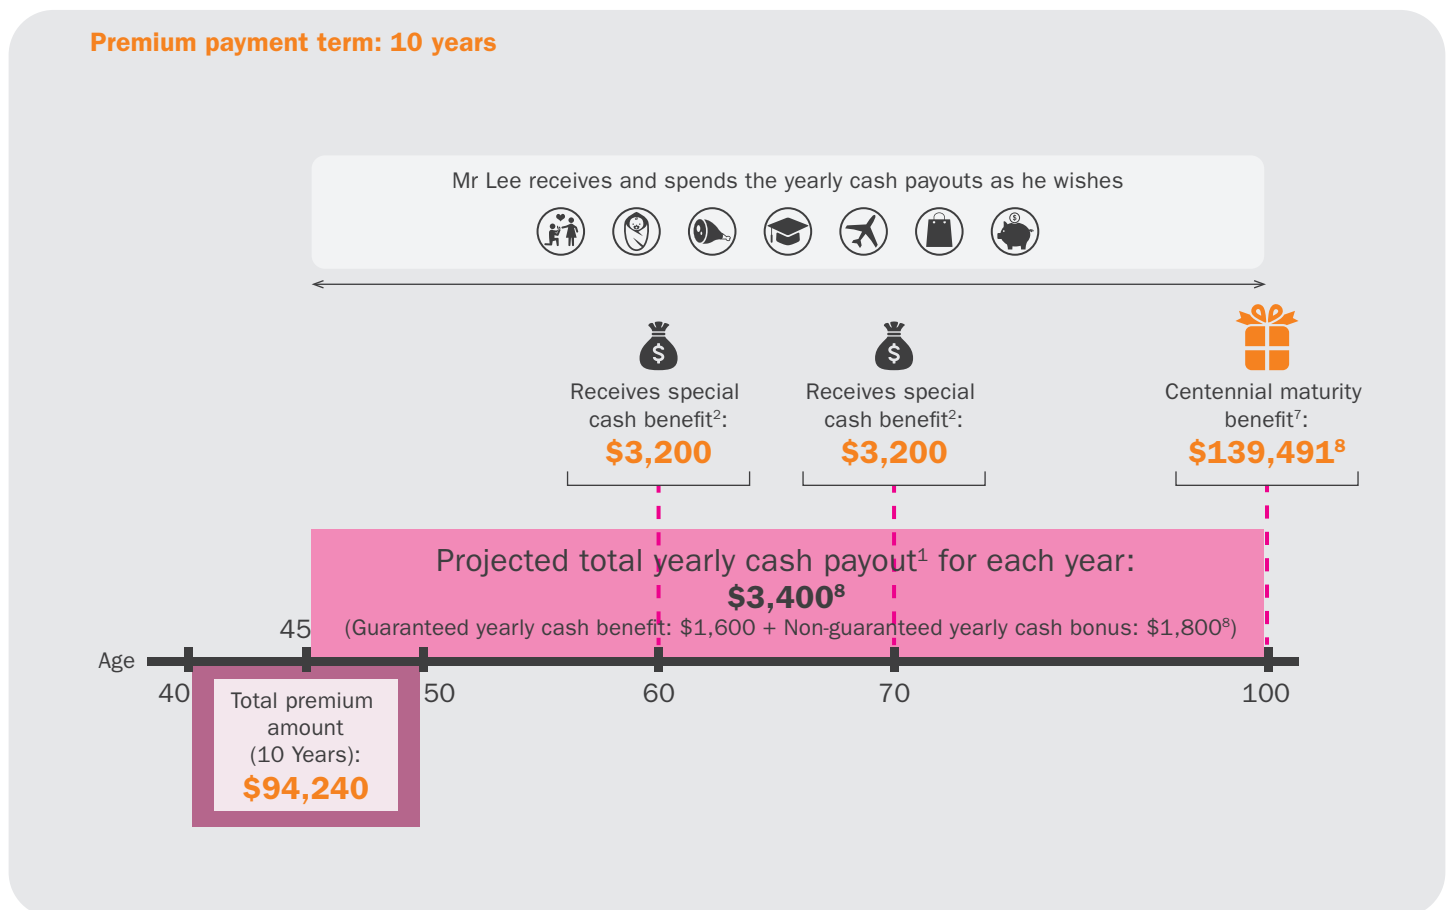 Premium payment term: 10 years
Mr Lee receives and spends the yearly cash payouts as he wishes
$
$
$
Receives special
cash benefit²:
$3,200
Receives special
cash benefit²:
$3,200
Centennial maturity
benefit⁷:
$139,491⁸
Projected total yearly cash payout¹ for each year:
$3,400⁸
(Guaranteed yearly cash benefit: $1,600 + Non-guaranteed yearly cash bonus: $1,800⁸)
45
Age
40
50
60
70
100
Total premium
amount
(10 Years):
$94,240